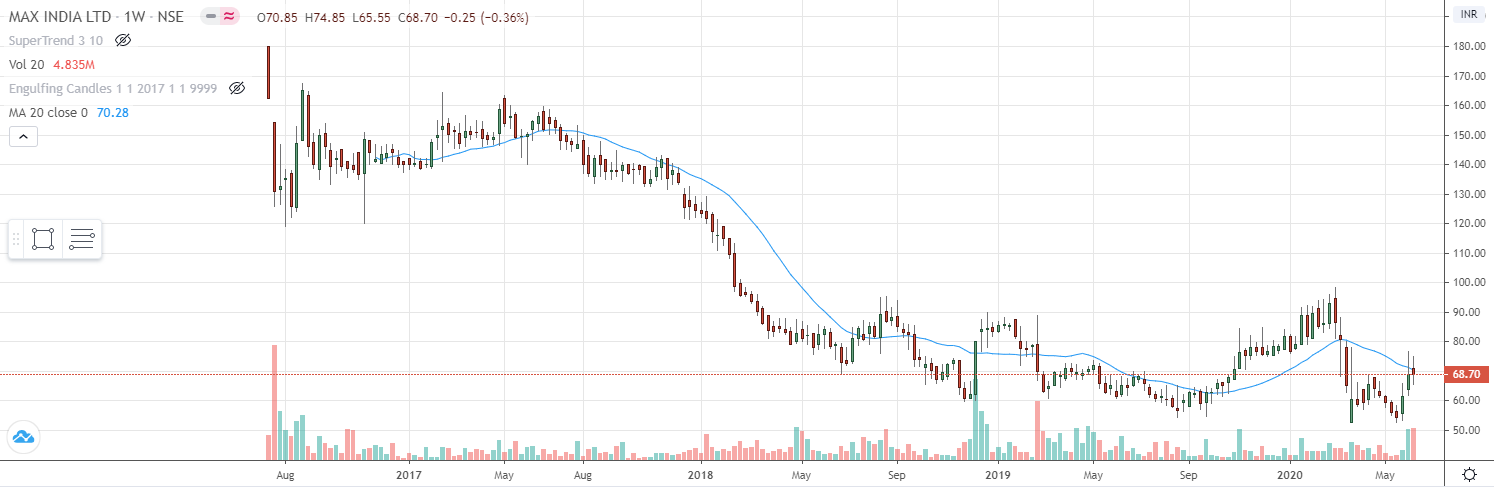 MAX INDIA LTD · 1W · NSE O70.85 H74.85 L65.55 C68.70 −0.25 (−0.36%)
SuperTrend 3 10
Vol 20 4.835M
Engulfing Candles 1 1 2017 1 1 9999
MA 20 close 0 70.28
INR
180.00
170.00
160.00
150.00
140.00
130.00
120.00
110.00
100.00
90.00
80.00
68.70
60.00
50.00
Aug 2017 May Aug 2018 May Sep 2019 May Sep 2020 May